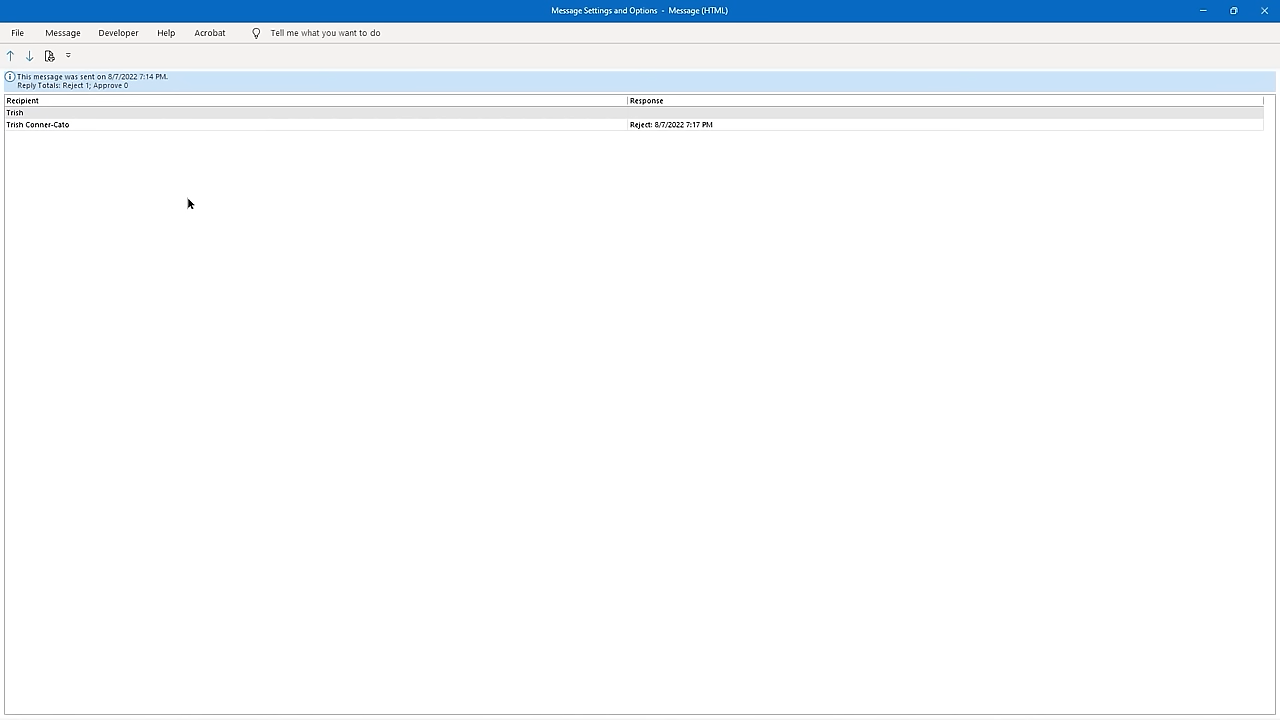 Message Settings and Options - Message (HTML)
File Message Developer Help Acrobat Tell me what you want to do
This message was sent on 8/7/2022 7:14 PM.
Reply Totals: Reject 1; Approve 0
Recipient Response
Trish
Trish Conner-Cato Reject: 8/7/2022 7:17 PM